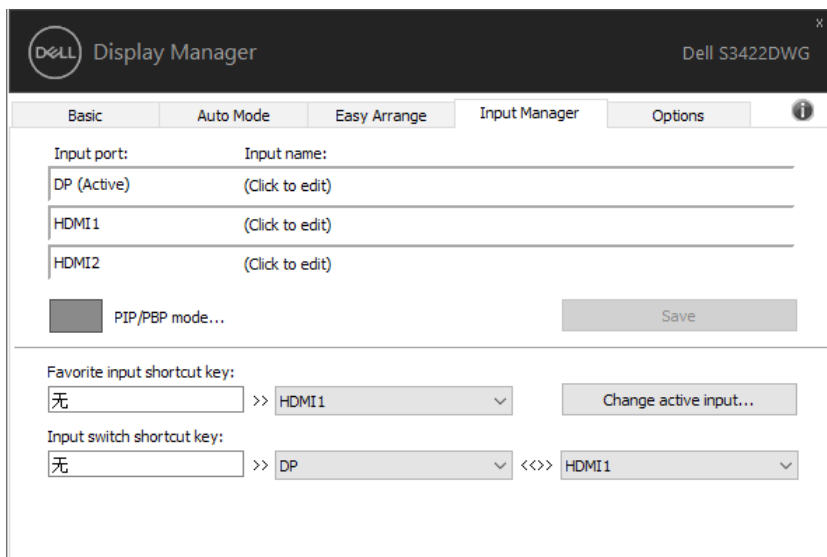 x
DELL Display Manager Dell S3422DWG
Basic Auto Mode Easy Arrange Input Manager Options i
Input port: Input name:
DP (Active) (Click to edit)
HDMI1 (Click to edit)
HDMI2 (Click to edit)
PIP/PBP mode... Save
Favorite input shortcut key:
无 >> HDMI1 Change active input...
Input switch shortcut key:
无 >> DP <<>> HDMI1